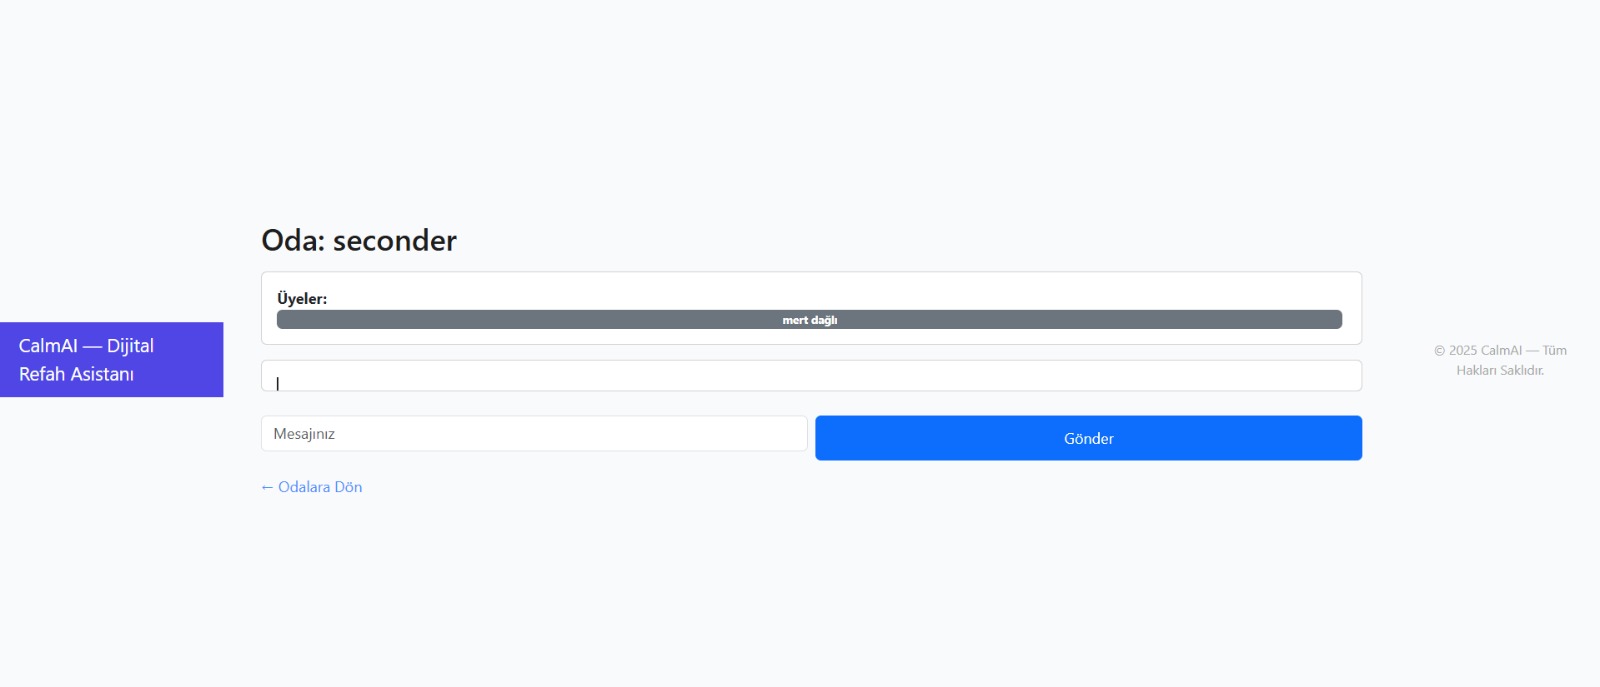 CalmAI — Dijital
Refah Asistanı
Oda: seconder
Üyeler:
mert dağlı
Mesajınız
Gönder
← Odalara Dön
© 2025 CalmAI — Tüm
Hakları Saklıdır.